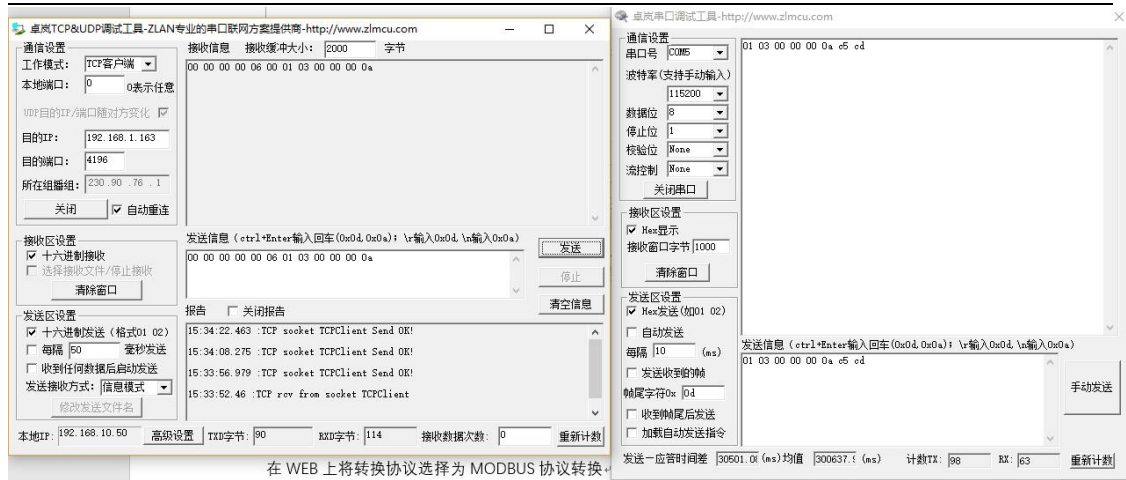 卓岚TCP&UDP调试工具-ZLAN专业的串口联网方案提供商-http://www.zlmcu.com
通信设置
工作模式: TCP客户端
本地端口: 0 0表示任意
UDP目的IP/端口随对方变化
目的IP: 192.168.1.163
目的端口: 4196
所在组播组: 230.90.76.1
关闭 自动重连
接收区设置
十六进制接收
选择接收文件/停止接收
清除窗口
发送区设置
十六进制发送(格式01 02)
每隔 50 毫秒发送
收到任何数据后启动发送
发送接收方式: 信息模式
修改发送文件名
接收信息 接收缓冲大小: 2000 字节
00 00 00 00 06 00 01 03 00 00 00 0a
发送信息(ctrl+Enter输入回车(0x0d,0x0a); \r输入0x0d,\n输入0x0a)
00 00 00 00 00 06 01 03 00 00 00 0a
发送
停止
清空信息
报告 关闭报告
15:34:22.463 :TCP socket TCPClient Send OK!
15:34:08.275 :TCP socket TCPClient Send OK!
15:33:56.979 :TCP socket TCPClient Send OK!
15:33:52.46 :TCP rcv from socket TCPClient
本地IP: 192.168.10.50 高级设置 TXD字节: 90 RXD字节: 114 接收数据次数: 0 重新计数
在 WEB 上将转换协议选择为 MODBUS 协议转换
卓岚串口调试工具-http://www.zlmcu.com
通信设置
串口号 COM5
波特率(支持手动输入)
115200
数据位 8
停止位 1
校验位 None
流控制 None
关闭串口
接收区设置
Hex显示
接收窗口字节 1000
清除窗口
发送区设置
Hex发送(如01 02)
自动发送
每隔 10 (ms)
发送收到的帧
帧尾字符0x 0d
收到帧尾后发送
加载自动发送指令
01 03 00 00 00 0a c5 cd
发送信息(ctrl+Enter输入回车(0x0d,0x0a); \r输入0x0d,\n输入0x0a)
01 03 00 00 00 0a c5 cd
手动发送
发送一应答时间差 30501.0 (ms)均值 300637.9 (ms) 计数TX: 98 RX: 63 重新计数